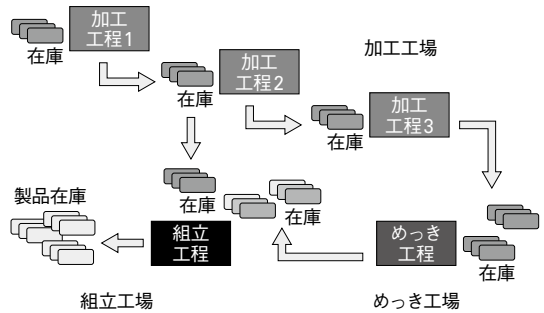 加工
工程1
在庫
加工
工程2
在庫
加工工場
加工
工程3
在庫
在庫
在庫
製品在庫
組立
工程
めっき
工程
在庫
組立工場
めっき工場